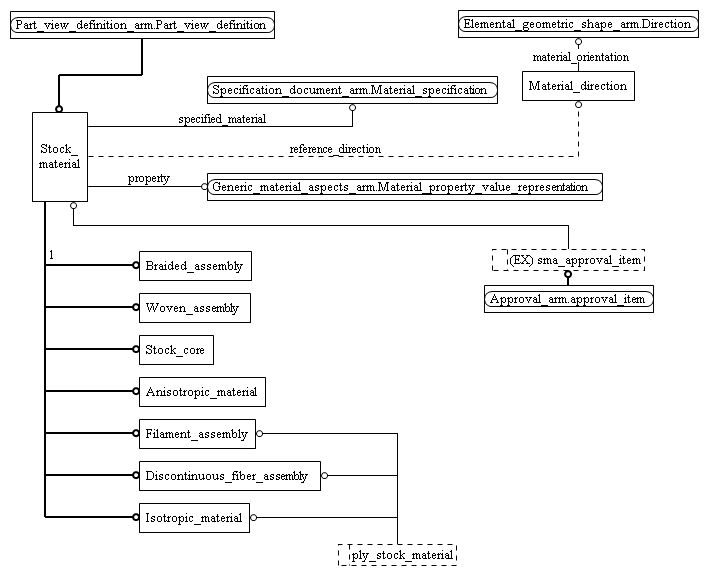 Part_view_definition_arm.Part_view_definition
Elemental_geometric_shape_arm.Direction
material_orientation
Specification_document_arm.Material_specification
Material_direction
specified_material
Stock_
material
reference_direction
property
Generic_material_aspects_arm.Material_property_value_representation
1
(EX) sma_approval_item
Braided_assembly
Approval_arm.approval_item
Woven_assembly
Stock_core
Anisotropic_material
Filament_assembly
Discontinuous_fiber_assembly
Isotropic_material
ply_stock_material